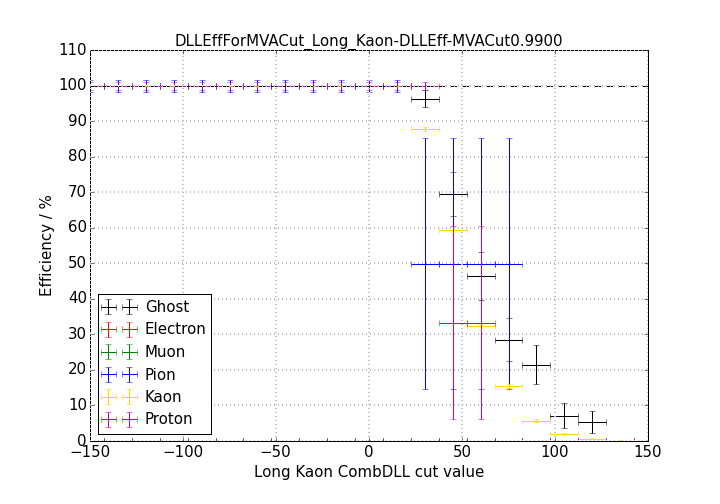 DLLEffForMVACut_Long_Kaon-DLLEff-MVACut0.9900
110
100
90
80
70
60
50
40
30
20
10
0
Efficiency / %
Ghost
Electron
Muon
Pion
Kaon
Proton
−150 −100 −50 0 50 100 150
Long Kaon CombDLL cut value